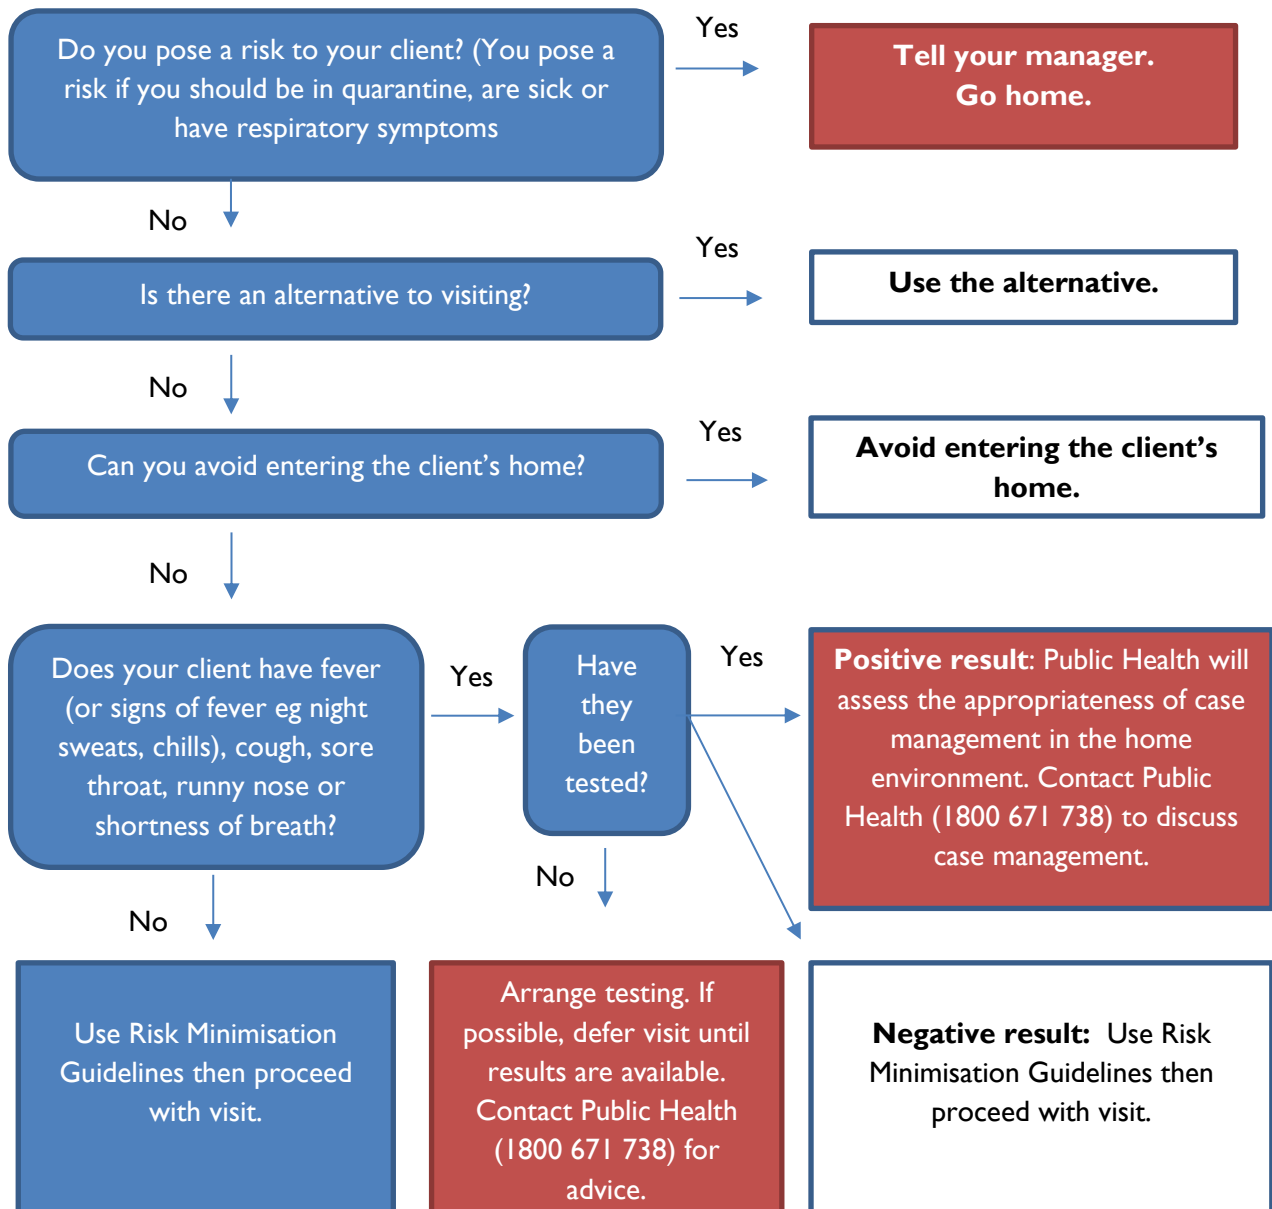 Do you pose a risk to your client? (You pose a
risk if you should be in quarantine, are sick or
have respiratory symptoms
Yes
Tell your manager.
Go home.
No
Is there an alternative to visiting?
Yes
Use the alternative.
No
Can you avoid entering the client’s home?
Yes
Avoid entering the client’s
home.
No
Does your client have fever
(or signs of fever eg night
sweats, chills), cough, sore
throat, runny nose or
shortness of breath?
Yes
Have
they
been
tested?
Yes
Positive result: Public Health will
assess the appropriateness of case
management in the home
environment. Contact Public
Health (1800 671 738) to discuss
case management.
No
No
Use Risk Minimisation
Guidelines then proceed
with visit.
Arrange testing. If
possible, defer visit until
results are available.
Contact Public Health
(1800 671 738) for
advice.
Negative result: Use Risk
Minimisation Guidelines then
proceed with visit.